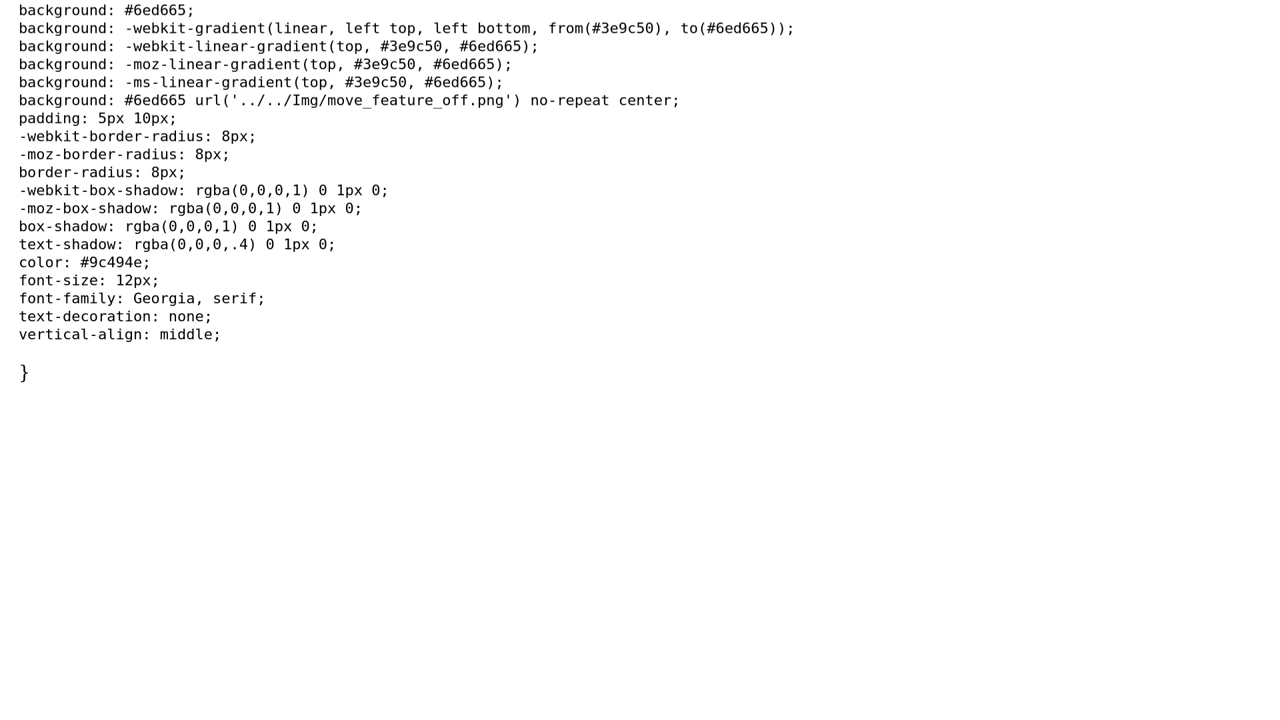 background: #6ed665;
background: -webkit-gradient(linear, left top, left bottom, from(#3e9c50), to(#6ed665));
background: -webkit-linear-gradient(top, #3e9c50, #6ed665);
background: -moz-linear-gradient(top, #3e9c50, #6ed665);
background: -ms-linear-gradient(top, #3e9c50, #6ed665);
background: #6ed665 url('../../Img/move_feature_off.png') no-repeat center;
padding: 5px 10px;
-webkit-border-radius: 8px;
-moz-border-radius: 8px;
border-radius: 8px;
-webkit-box-shadow: rgba(0,0,0,1) 0 1px 0;
-moz-box-shadow: rgba(0,0,0,1) 0 1px 0;
box-shadow: rgba(0,0,0,1) 0 1px 0;
text-shadow: rgba(0,0,0,.4) 0 1px 0;
color: #9c494e;
font-size: 12px;
font-family: Georgia, serif;
text-decoration: none;
vertical-align: middle;
}